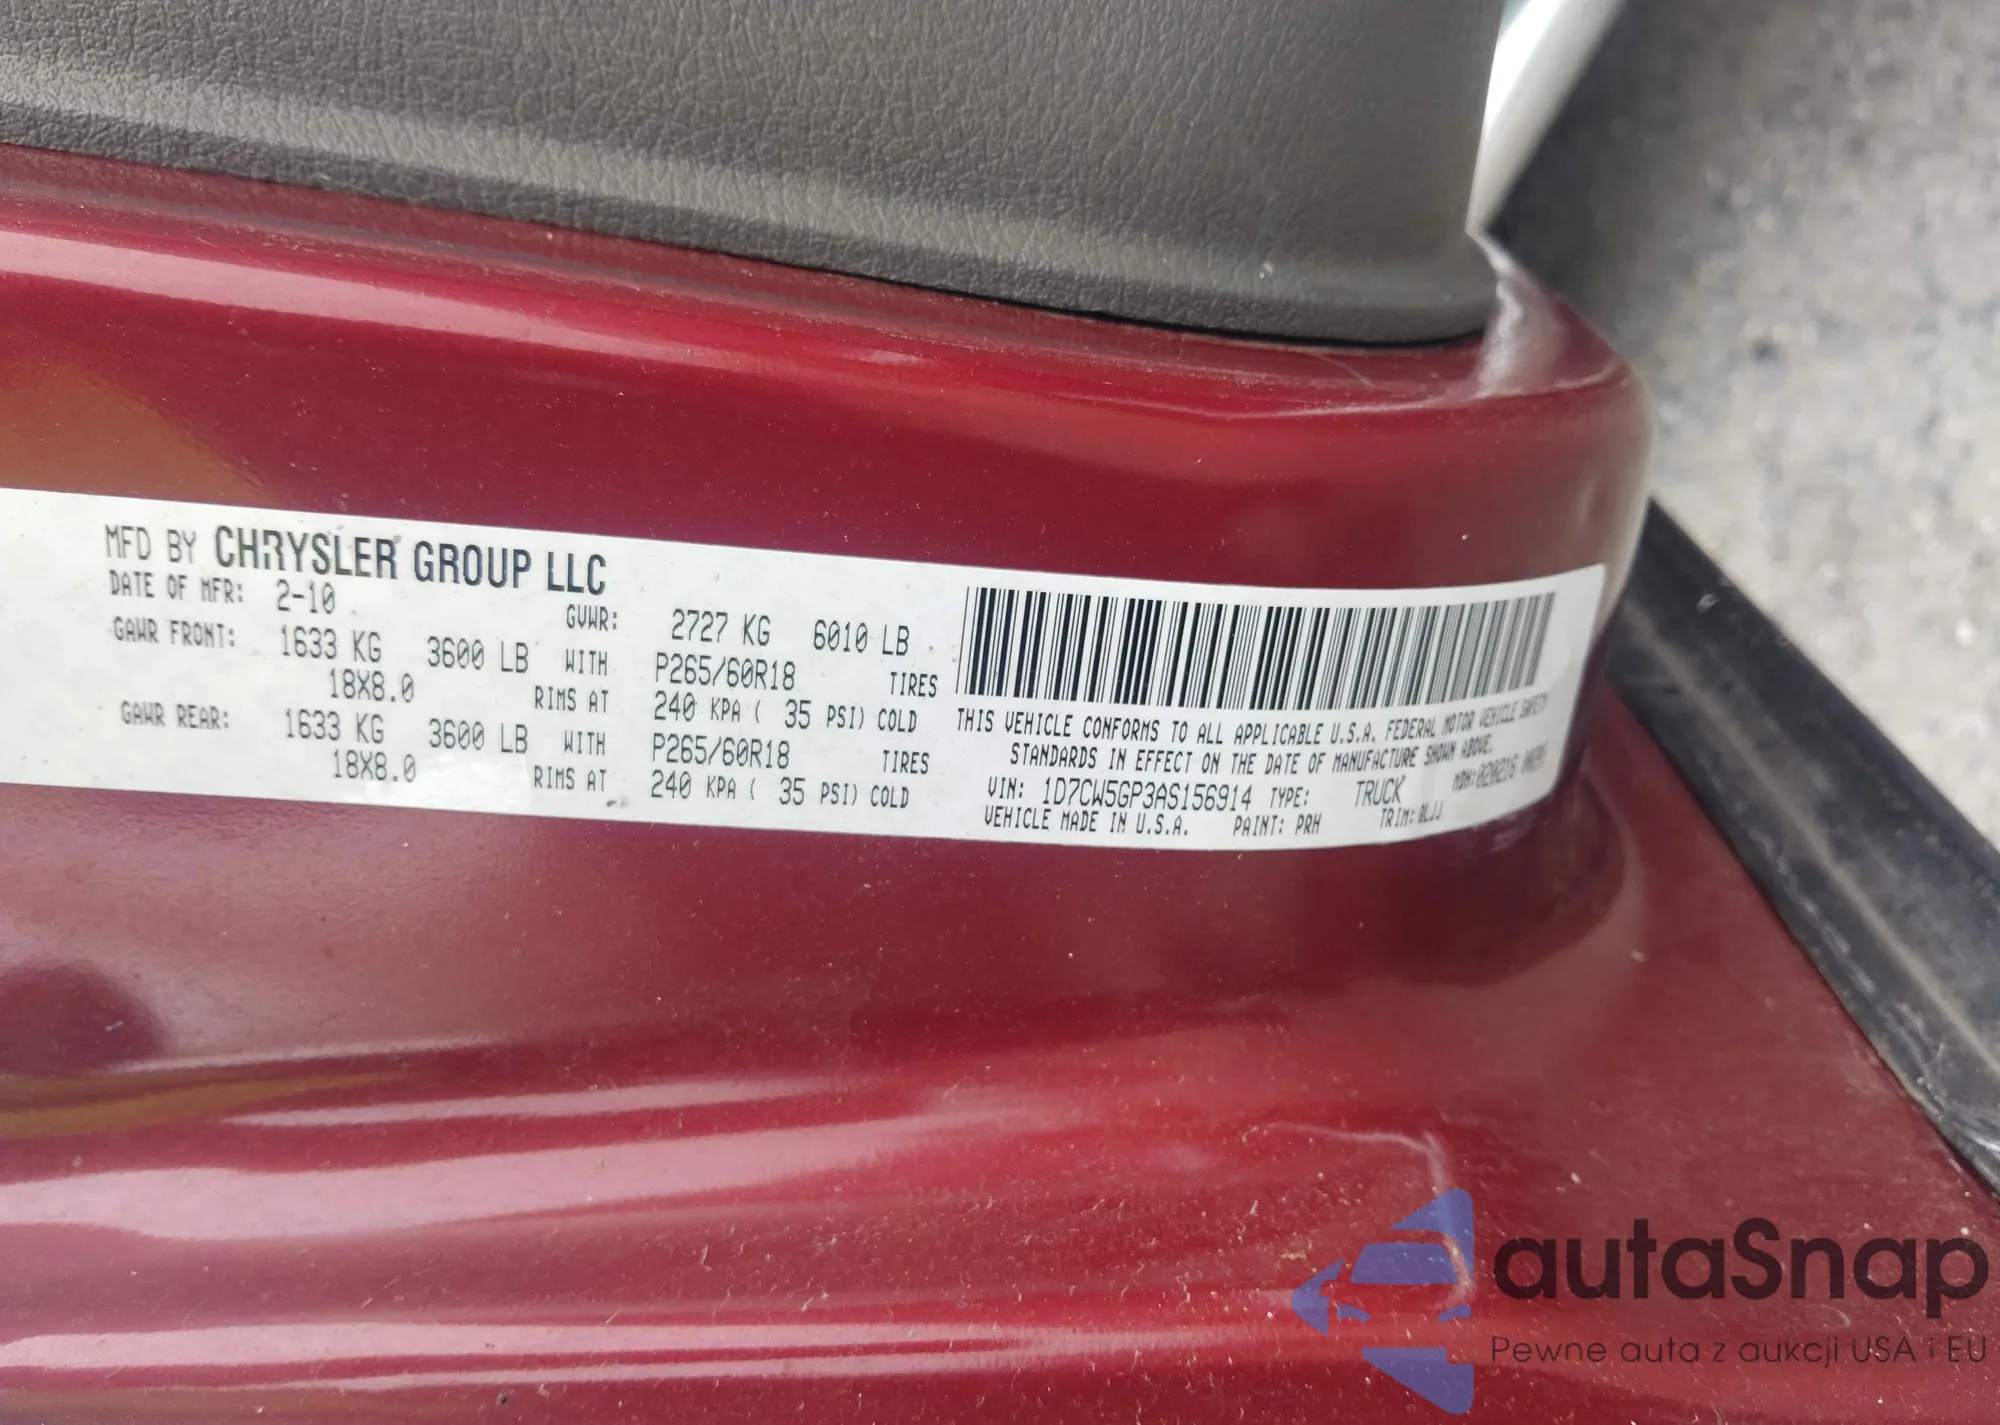 MFD BY CHRYSLER GROUP LLC
DATE OF MFR: 2-10 GVWR: 2727 KG 6010 LB
GAWR FRONT: 1633 KG 3600 LB WITH P265/60R18 TIRES
18X8.0 RIMS AT 240 KPA ( 35 PSI) COLD
GAWR REAR: 1633 KG 3600 LB WITH P265/60R18 TIRES
18X8.0 RIMS AT 240 KPA ( 35 PSI) COLD
THIS VEHICLE CONFORMS TO ALL APPLICABLE U.S.A. FEDERAL MOTOR VEHICLE SAFETY
STANDARDS IN EFFECT ON THE DATE OF MANUFACTURE SHOWN ABOVE.
VIN: 1D7CW5GP3AS156914 TYPE: TRUCK MDH: 020216
VEHICLE MADE IN U.S.A. PAINT: PRH TRIM:
autaSnap
Pewne auta z aukcji USA i EU